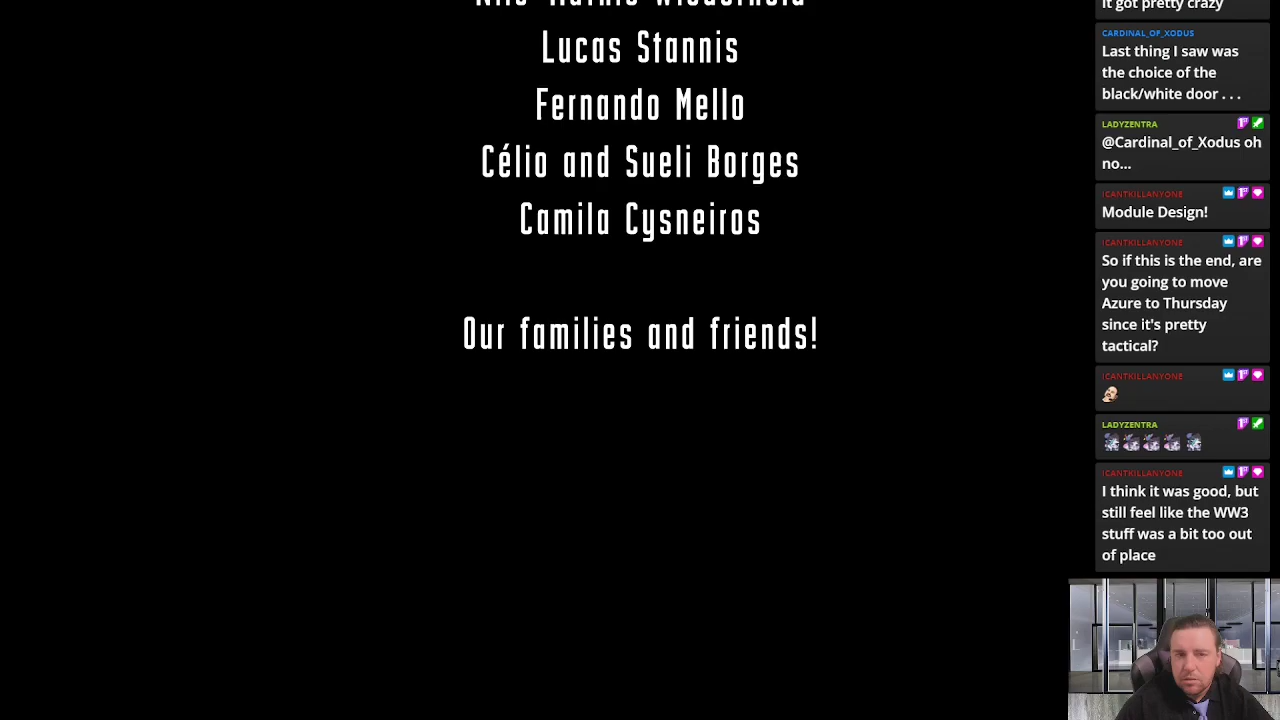 Lucas Stannis
Fernando Mello
Célio and Sueli Borges
Camila Cysneiros
Our families and friends!
it got pretty crazy
CARDINAL_OF_XODUS
Last thing I saw was
the choice of the
black/white door . . .
LADYZENTRA
@Cardinal_of_Xodus oh
no...
ICANTKILLANYONE
Module Design!
ICANTKILLANYONE
So if this is the end, are
you going to move
Azure to Thursday
since it's pretty
tactical?
ICANTKILLANYONE
LADYZENTRA
ICANTKILLANYONE
I think it was good, but
still feel like the WW3
stuff was a bit too out
of place